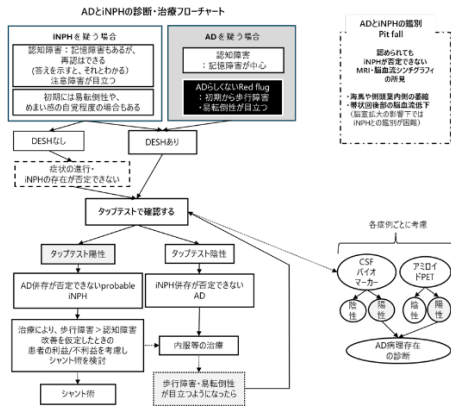 ADとiNPHの診断・治療フローチャート
iNPHを疑う場合
認知障害：記憶障害もあるが、
再認はできる
(答えを示すと、それとわかる)
注意障害が目立つ
初期には易転倒性や、
めまい感の自覚程度の場合もある
ADを疑う場合
認知障害
：記憶障害が中心
ADらしくないRed flug
：初期から歩行障害
・易転倒性が目立つ
ADとiNPHの鑑別
Pit fall
認められても
iNPHが否定できない
MRI・脳血流シンチグラフィ
の所見
・海馬や側頭葉内側の萎縮
・帯状回後部の脳血流低下
(脳室拡大の影響下では
iNPHとの鑑別が困難)
DESHなし
DESHあり
症状の進行・
iNPHの存在が否定できない
タップテストで確認する
タップテスト陽性
タップテスト陰性
AD併存が否定できないprobable
iNPH
iNPH併存が否定できない
AD
治療により、歩行障害＞認知障害
改善を仮定したときの
患者の利益/不利益を考慮し
シャント術を検討
内服等の治療
シャント術
歩行障害・易転倒性
が目立つようになったら
各症例ごとに考慮
CSF
バイオ
マーカー
アミロイ
ドPET
陰性
陽性
陰性
陽性
AD病理存在
の診断